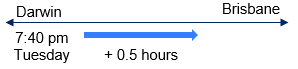 Darwin
Brisbane
7:40 pm
Tuesday
+ 0.5 hours